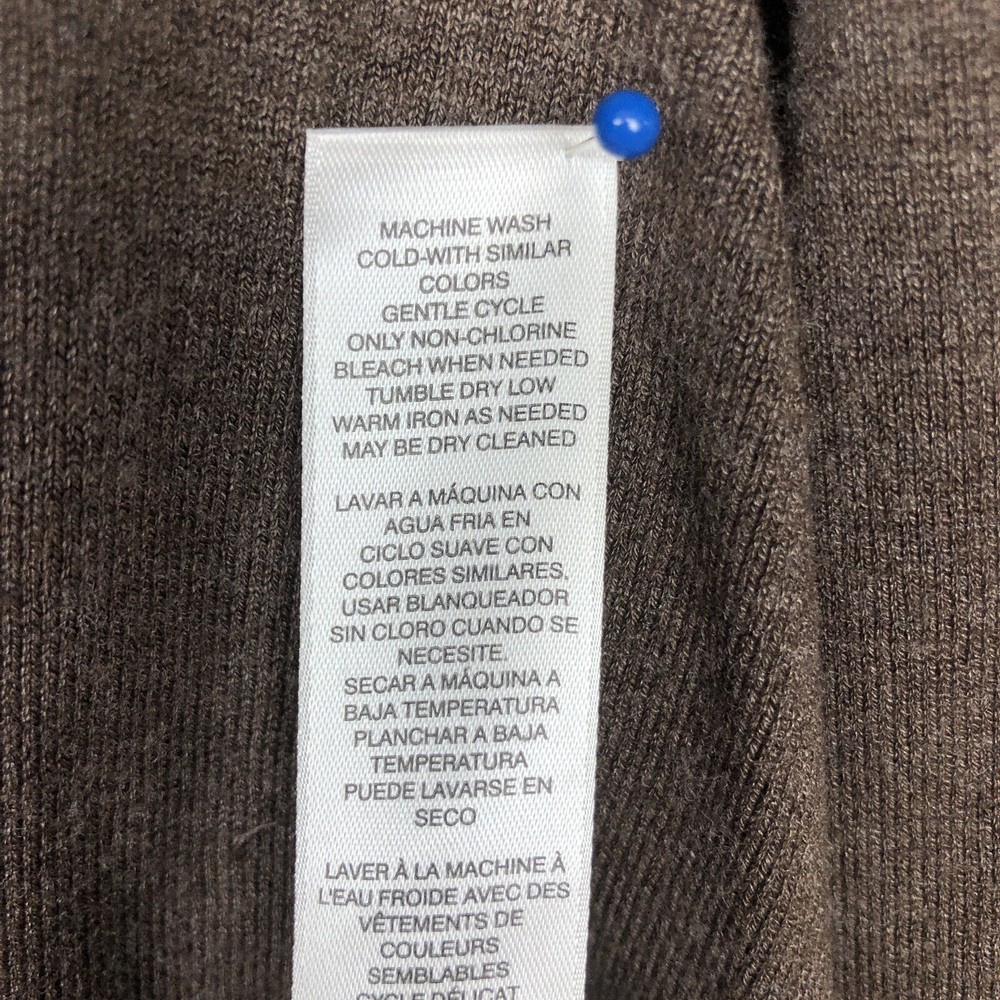 MACHINE WASH
COLD-WITH SIMILAR
COLORS
GENTLE CYCLE
ONLY NON-CHLORINE
BLEACH WHEN NEEDED
TUMBLE DRY LOW
WARM IRON AS NEEDED
MAY BE DRY CLEANED
LAVAR A MÁQUINA CON
AGUA FRIA EN
CICLO SUAVE CON
COLORES SIMILARES.
USAR BLANQUEADOR
SIN CLORO CUANDO SE
NECESITE.
SECAR A MÁQUINA A
BAJA TEMPERATURA
PLANCHAR A BAJA
TEMPERATURA
PUEDE LAVARSE EN
SECO
LAVER À LA MACHINE À
L'EAU FROIDE AVEC DES
VÊTEMENTS DE
COULEURS
SEMBLABLES
CYCLE DÉLICAT